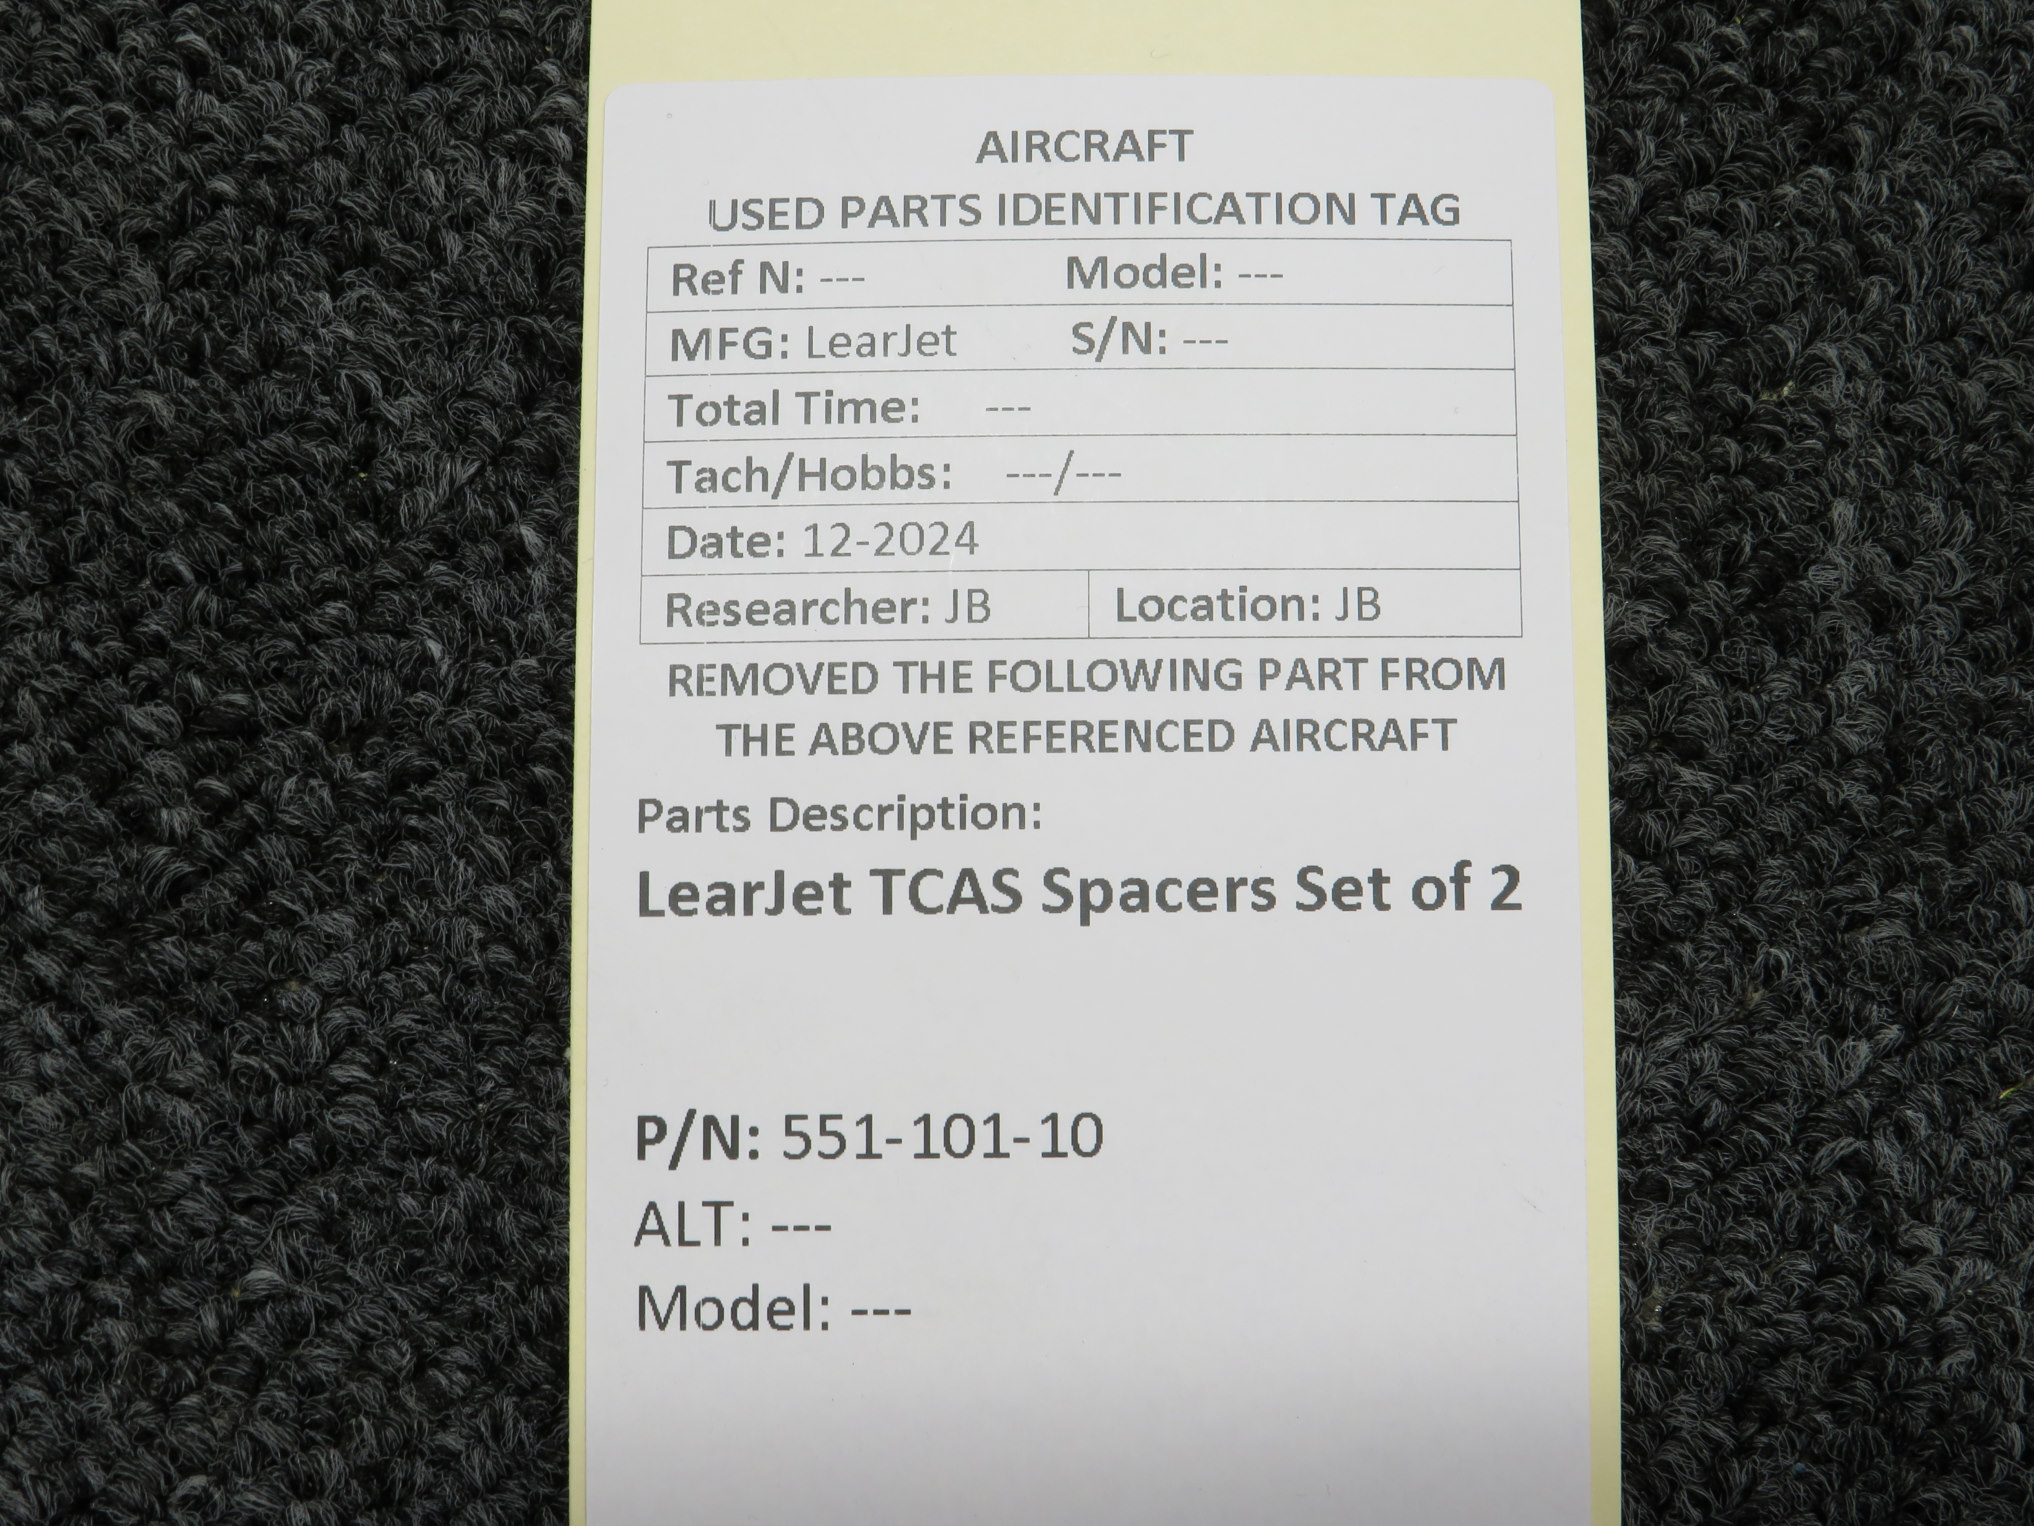 AIRCRAFT
USED PARTS IDENTIFICATION TAG
Ref N: --- Model: ---
MFG: LearJet S/N: ---
Total Time: ---
Tach/Hobbs: ---/---
Date: 12-2024
Researcher: JB Location: JB
REMOVED THE FOLLOWING PART FROM
THE ABOVE REFERENCED AIRCRAFT
Parts Description:
LearJet TCAS Spacers Set of 2
P/N: 551-101-10
ALT: ---
Model: ---